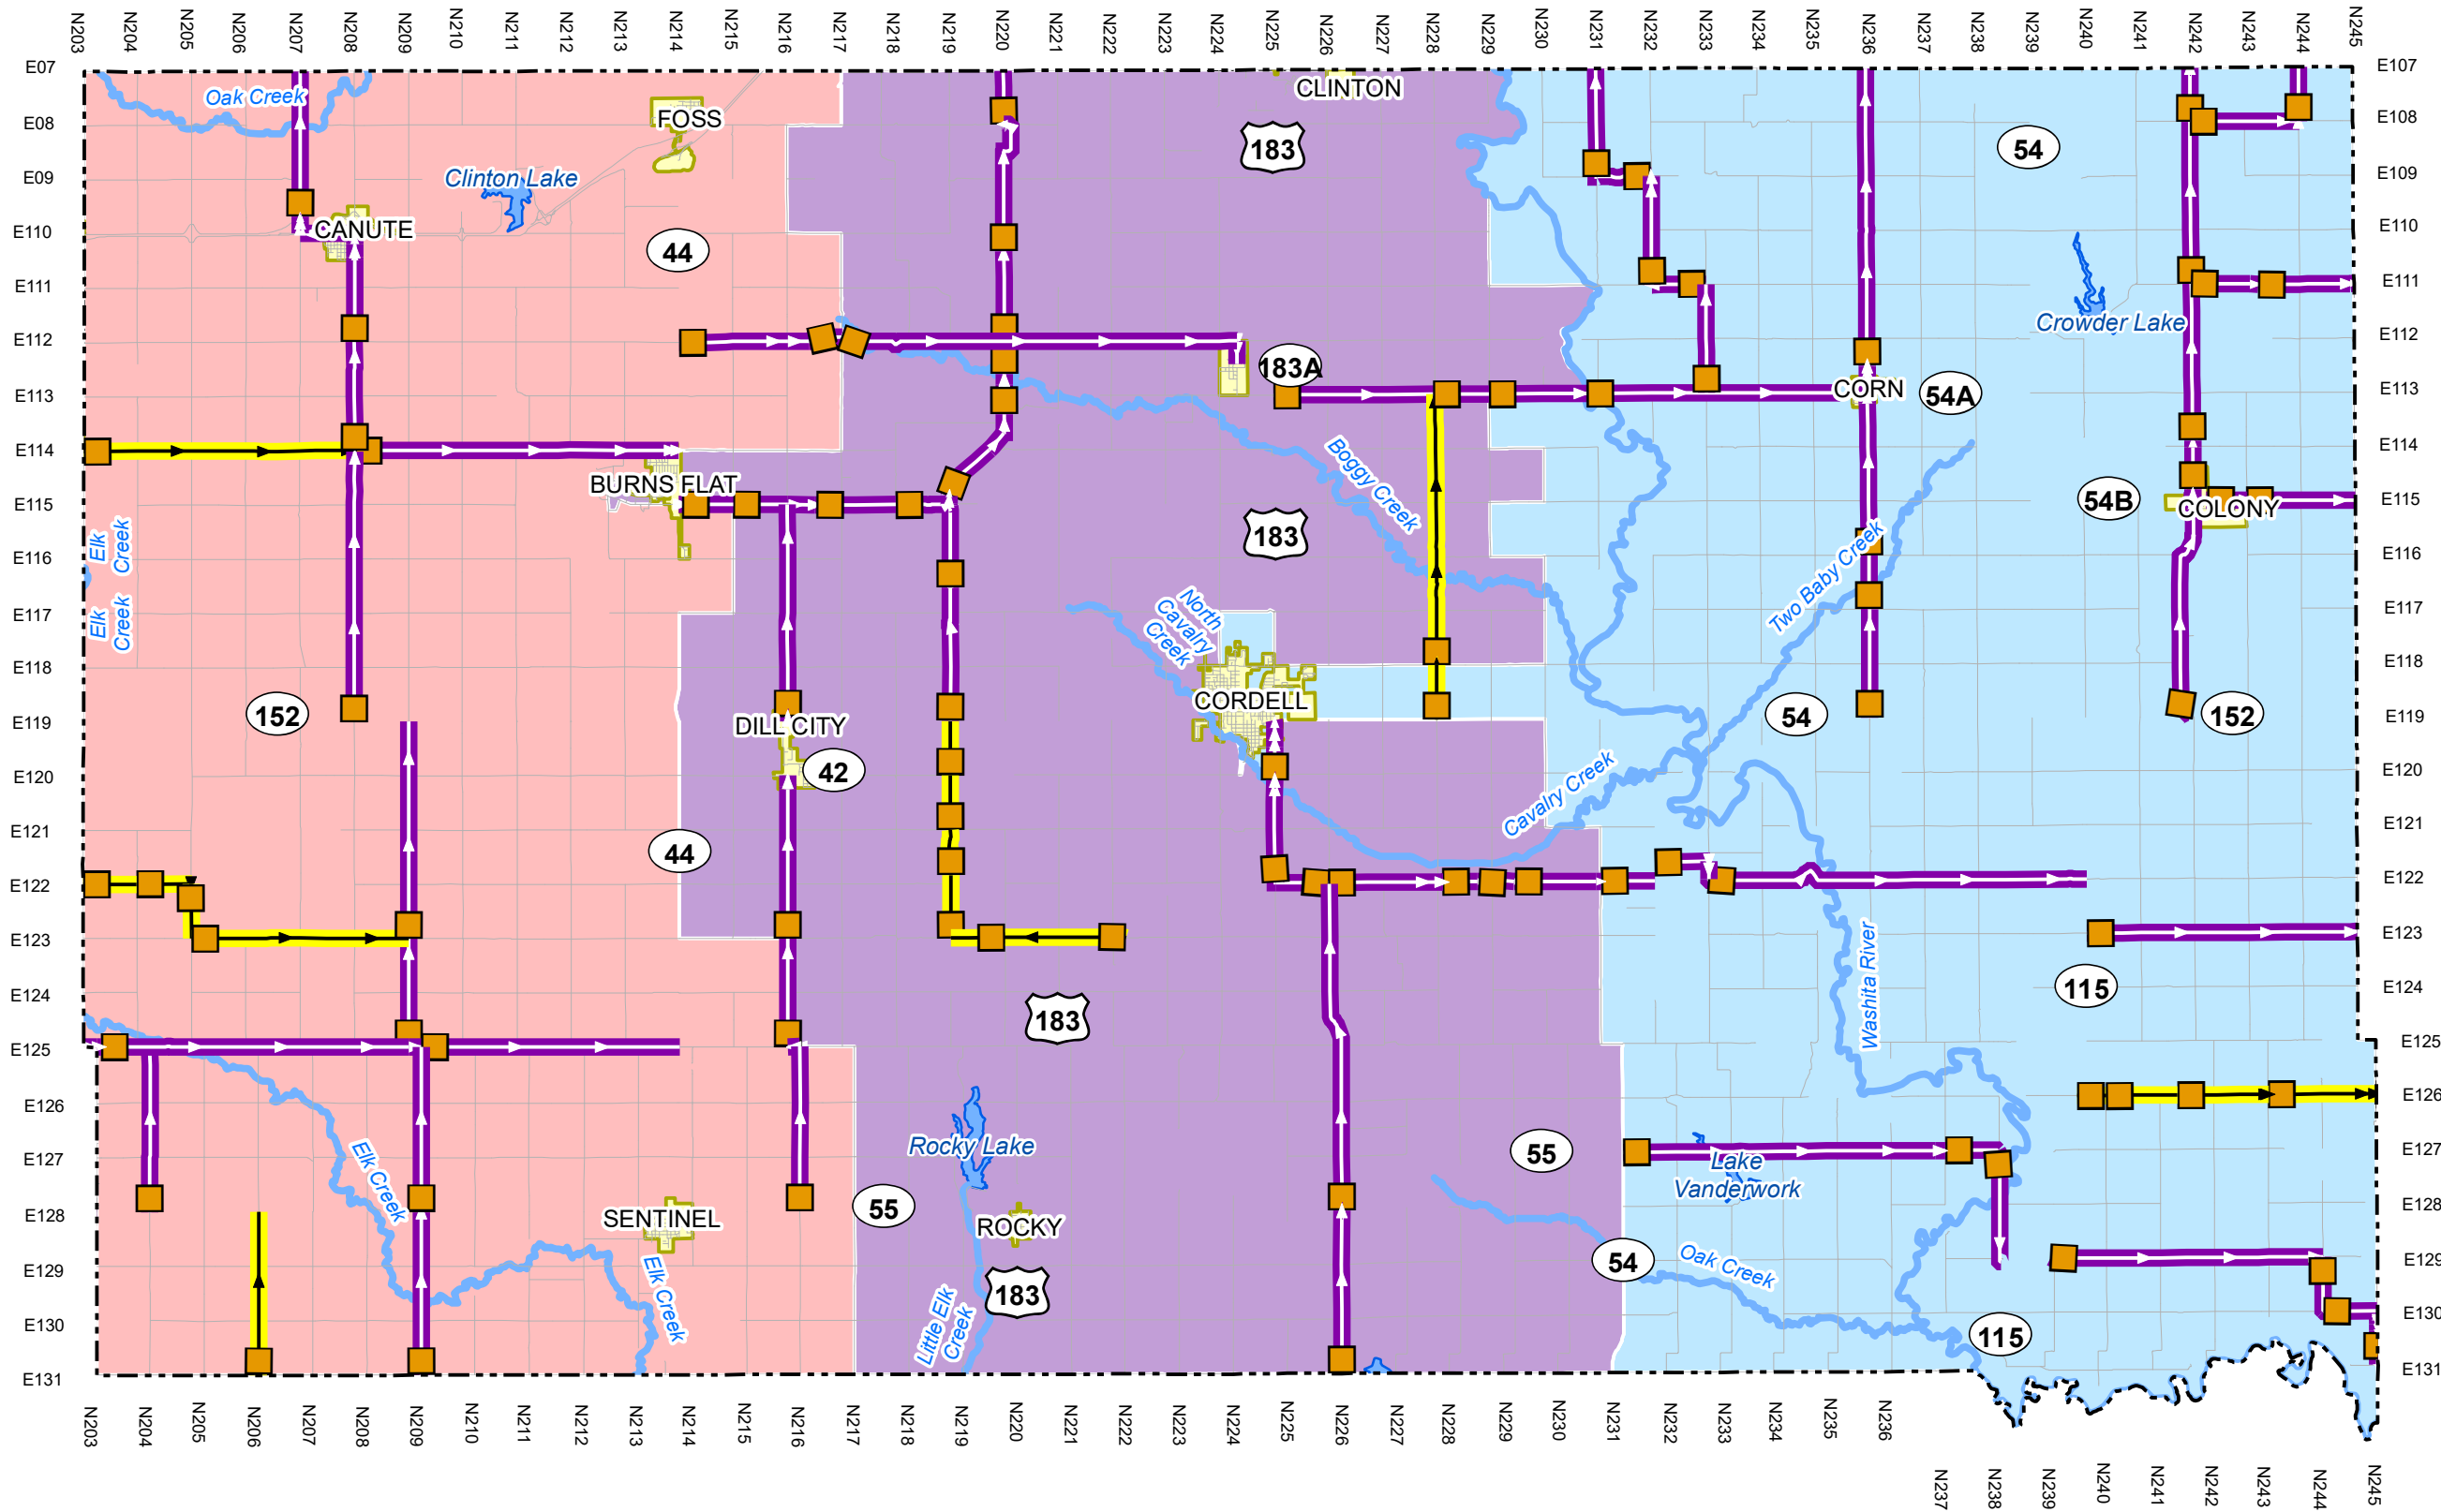 N203 N204 N205 N206 N207 N208 N209 N210 N211 N212 N213 N214 N215 N216 N217 N218 N219 N220 N221 N222 N223 N224 N225 N226 N227 N228 N229 N230 N231 N232 N233 N234 N235 N236 N237 N238 N239 N240 N241 N242 N243 N244 N245
E07
E107
CLINTON
Oak Creek
FOSS
E08
E108
183
54
E09
Clinton Lake
E109
CANUTE
E110
E110
44
E111
E111
Crowder Lake
E112
E112
183A
E113
CORN
54A
E113
E114
Boggy Creek
E114
BURNS FLAT
E115
54B
COLONY
E115
Elk
Creek
183
Two Baby Creek
E116
E116
Elk
Creek
E117
North
Cavalry
Creek
E117
E118
E118
152
CORDELL
54
152
E119
DILL CITY
E119
E120
42
Cavalry Creek
E120
E121
44
E121
E122
E122
E123
Washita River
E123
E124
183
115
E124
E125
E125
E126
E126
Rocky Lake
55
E127
Elk Creek
Lake
Vanderwork
E127
55
E128
SENTINEL
ROCKY
E128
E129
Elk Creek
183
54
Oak Creek
E129
E130
Little Elk
Creek
115
E130
E131
E131
N203 N204 N205 N206 N207 N208 N209 N210 N211 N212 N213 N214 N215 N216 N217 N218 N219 N220 N221 N222 N223 N224 N225 N226 N227 N228 N229 N230 N231 N232 N233 N234 N235 N236
N237 N238 N239 N240 N241 N242 N243 N244 N245